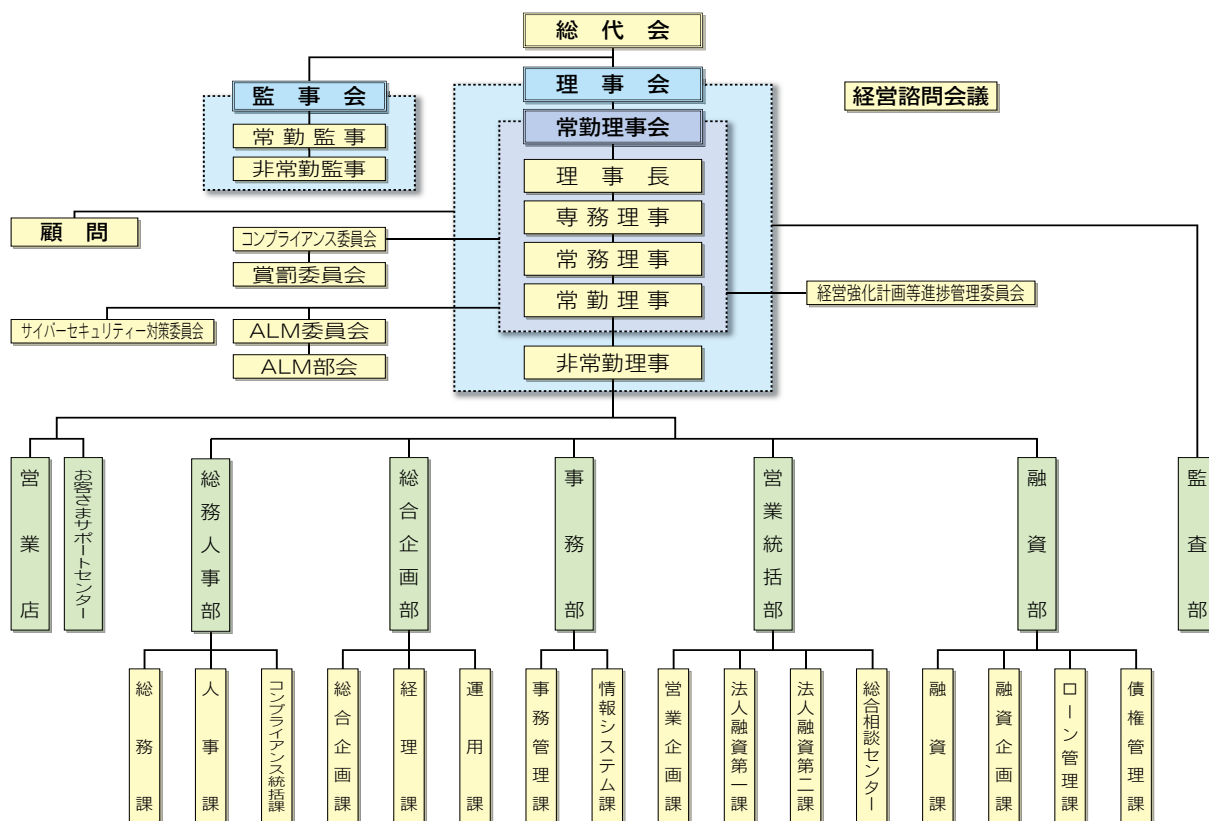 総代会
監事会
常勤監事
非常勤監事
理事会
常勤理事会
理事長
専務理事
常務理事
常勤理事
非常勤理事
経営諮問会議
顧問
コンプライアンス委員会
賞罰委員会
サイバーセキュリティー対策委員会
ALM委員会
ALM部会
経営強化計画等進捗管理委員会
営業店
お客さまサポートセンター
総務人事部
総合企画部
事務部
営業統括部
融資部
監査部
総務課
人事課
コンプライアンス統括課
総合企画課
経理課
運用課
事務管理課
情報システム課
営業企画課
法人融資第一課
法人融資第二課
総合相談センター
融資課
融資企画課
ローン管理課
債権管理課